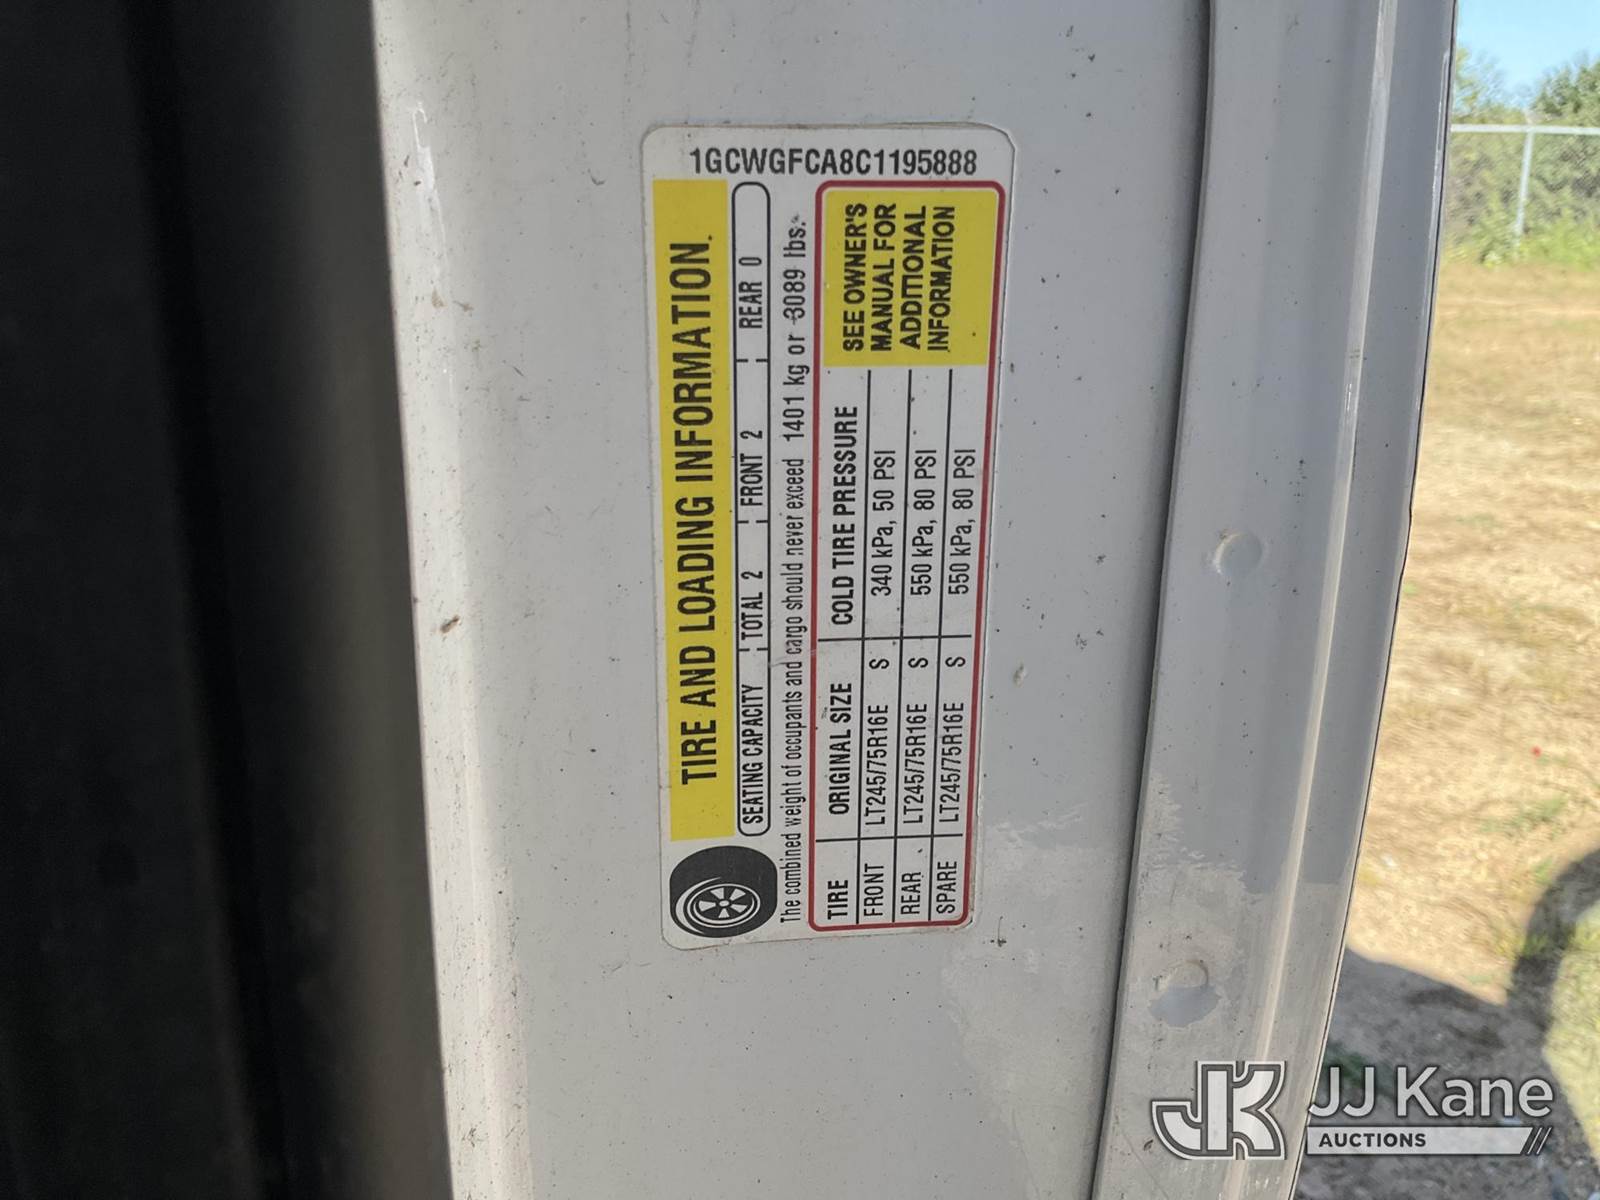 1GCWGFCA8C1195888
TIRE AND LOADING INFORMATION
SEATING CAPACITY TOTAL 2 FRONT 2 REAR 0
The combined weight of occupants and cargo should never exceed 1401 kg or 3089 lbs.
TIRE ORIGINAL SIZE COLD TIRE PRESSURE
FRONT LT245/75R16E S 340 kPa, 50 PSI
REAR LT245/75R16E S 550 kPa, 80 PSI
SPARE LT245/75R16E S 550 kPa, 80 PSI
SEE OWNER'S
MANUAL FOR
ADDITIONAL
INFORMATION
JK JJ Kane
AUCTIONS